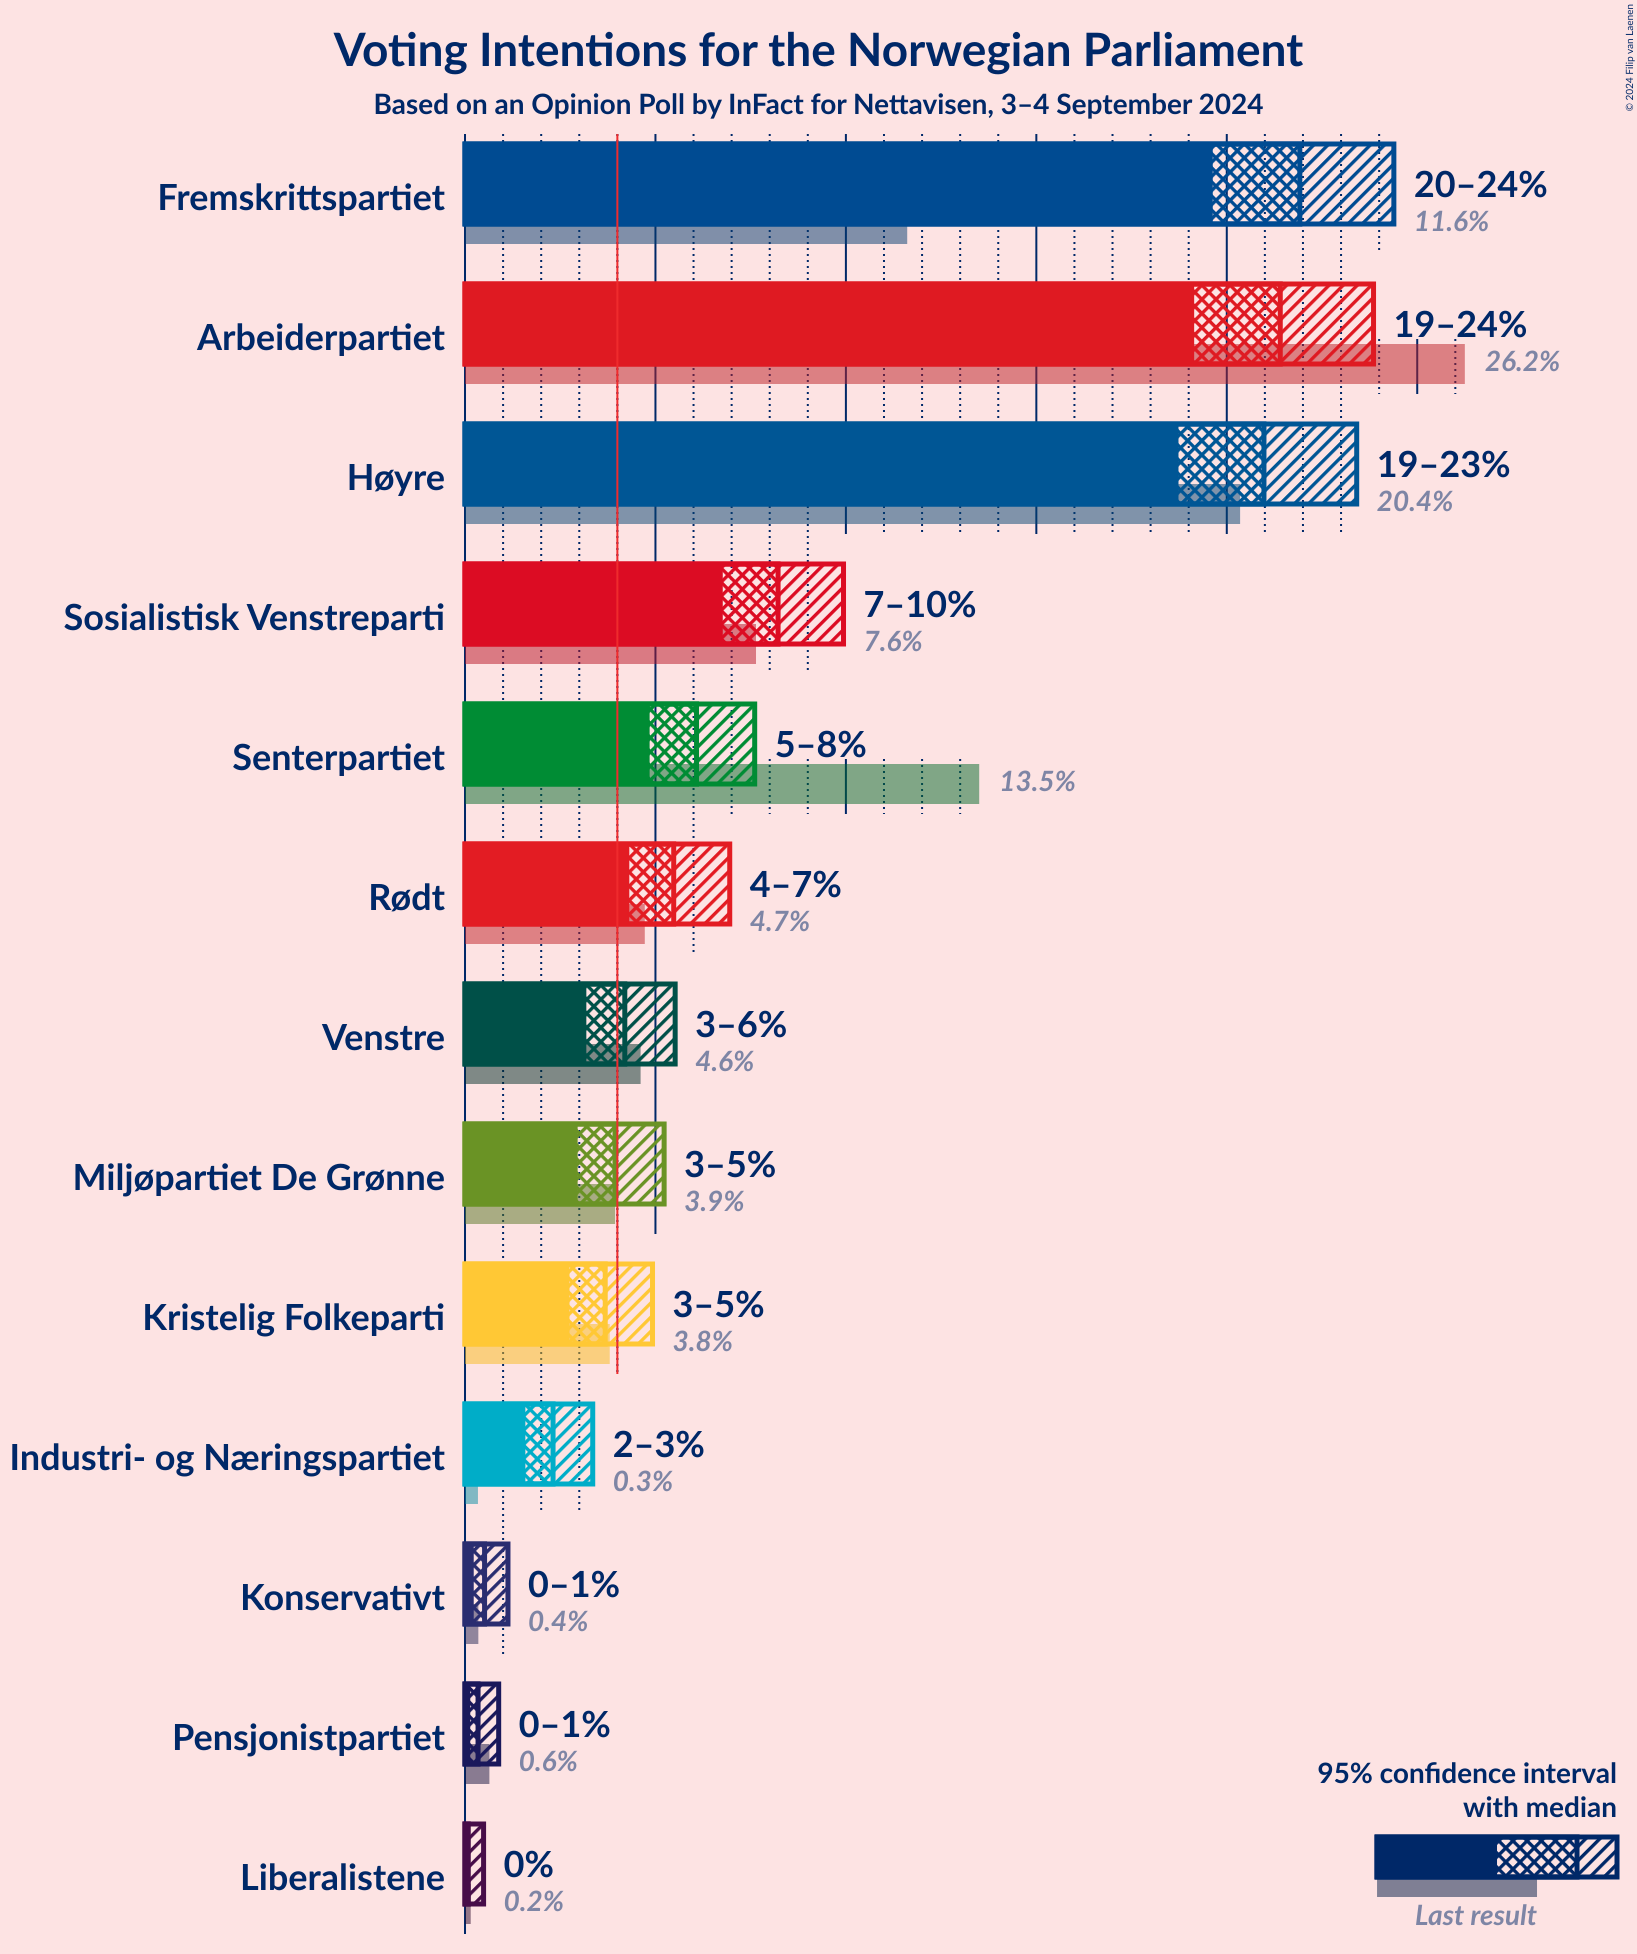 Voting Intentions for the Norwegian Parliament
Based on an Opinion Poll by InFact for Nettavisen, 3–4 September 2024
© 2024 Filip van Laenen
Fremskrittspartiet
20–24%
11.6%
Arbeiderpartiet
19–24%
26.2%
Høyre
19–23%
20.4%
Sosialistisk Venstreparti
7–10%
7.6%
Senterpartiet
5–8%
13.5%
Rødt
4–7%
4.7%
Venstre
3–6%
4.6%
Miljøpartiet De Grønne
3–5%
3.9%
Kristelig Folkeparti
3–5%
3.8%
Industri- og Næringspartiet
2–3%
0.3%
Konservativt
0–1%
0.4%
Pensjonistpartiet
0–1%
0.6%
Liberalistene
0%
0.2%
95% confidence interval
with median
Last result